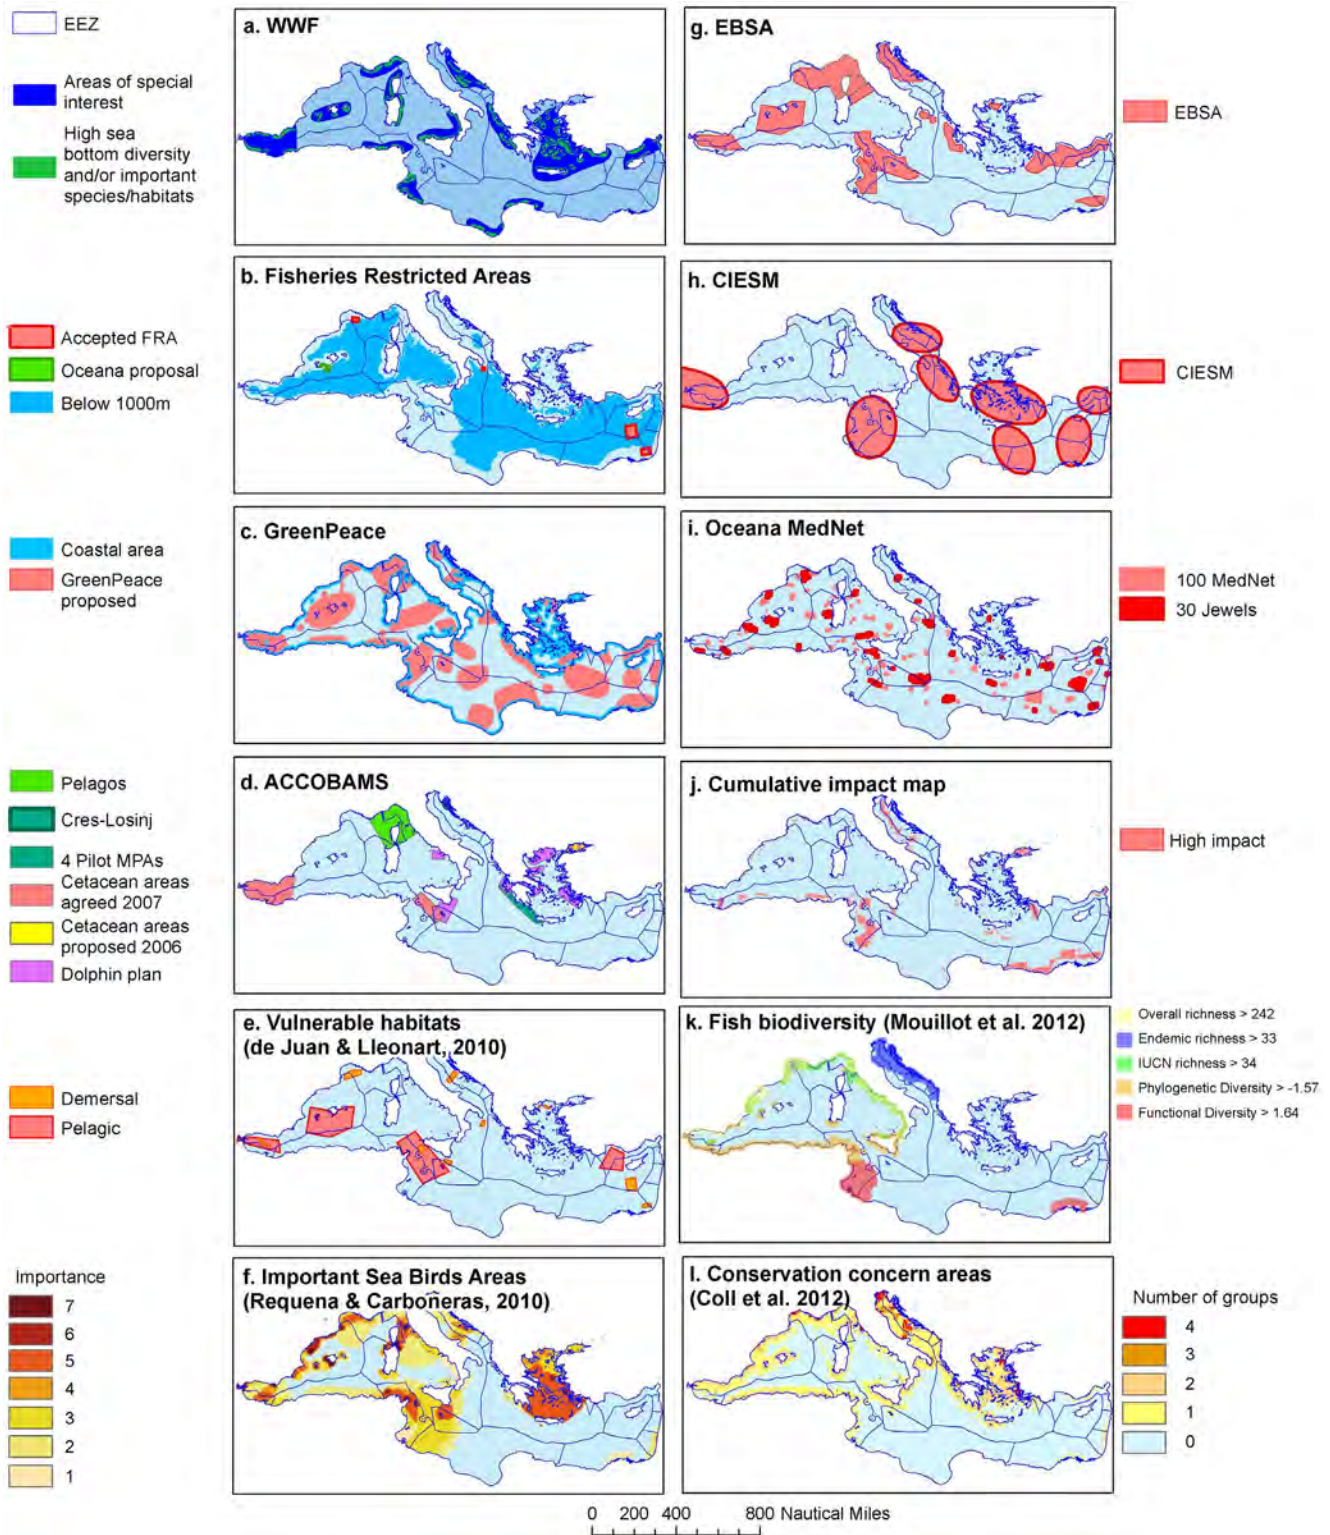 a. WWF
EEZ
Areas of special
interest
High sea
bottom diversity
and/or important
species/habitats
b. Fisheries Restricted Areas
Accepted FRA
Oceana proposal
Below 1000m
c. GreenPeace
Coastal area
GreenPeace
proposed
d. ACCOBAMS
Pelagos
Cres-Losinj
4 Pilot MPAs
Cetacean areas
agreed 2007
Cetacean areas
proposed 2006
Dolphin plan
e. Vulnerable habitats
(de Juan & Lleonart, 2010)
Demersal
Pelagic
f. Important Sea Birds Areas
(Requena & Carboneras, 2010)
Importance
7
6
5
4
3
2
1
g. EBSA
EBSA
h. CIESM
CIESM
i. Oceana MedNet
100 MedNet
30 Jewels
j. Cumulative impact map
High impact
k. Fish biodiversity (Mouillot et al. 2012)
Overall richness > 242
Endemic richness > 33
IUCN richness > 34
Phylogenetic Diversity > -1.57
Functional Diversity > 1.64
l. Conservation concern areas
(Coll et al. 2012)
Number of groups
4
3
2
1
0
0 200 400 800 Nautical Miles